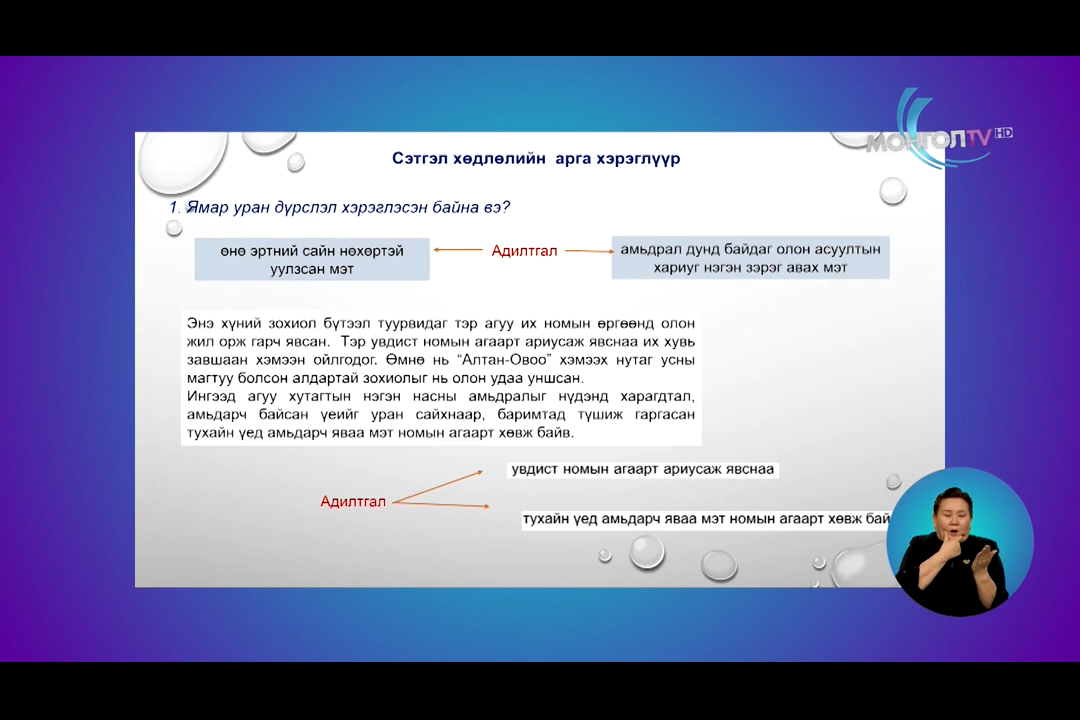 МОНГОЛTV HD
Сэтгэл хөдлөлийн арга хэрэглүүр
1. Ямар уран дүрслэл хэрэглэсэн байна вэ?
өнө эртний сайн нөхөртэй
уулзсан мэт
Адилтгал
амьдрал дунд байдаг олон асуултын
хариуг нэгэн зэрэг авах мэт
Энэ хүний зохиол бүтээл туурвидаг тэр агуу их номын өргөөнд олон
жил орж гарч явсан. Тэр увдист номын агаарт ариусаж явснаа их хувь
завшаан хэмээн ойлгодог. Өмнө нь “Алтан-Овоо” хэмээх нутаг усны
магтуу болсон алдартай зохиолыг нь олон удаа уншсан.
Ингээд агуу хутагтын нэгэн насны амьдралыг нүдэнд харагдтал,
амьдарч байсан үеийг уран сайхнаар, баримтад түшиж гаргасан
тухайн үед амьдарч яваа мэт номын агаарт хөвж байв.
увдист номын агаарт ариусаж явснаа
Адилтгал
тухайн үед амьдарч яваа мэт номын агаарт хөвж бай